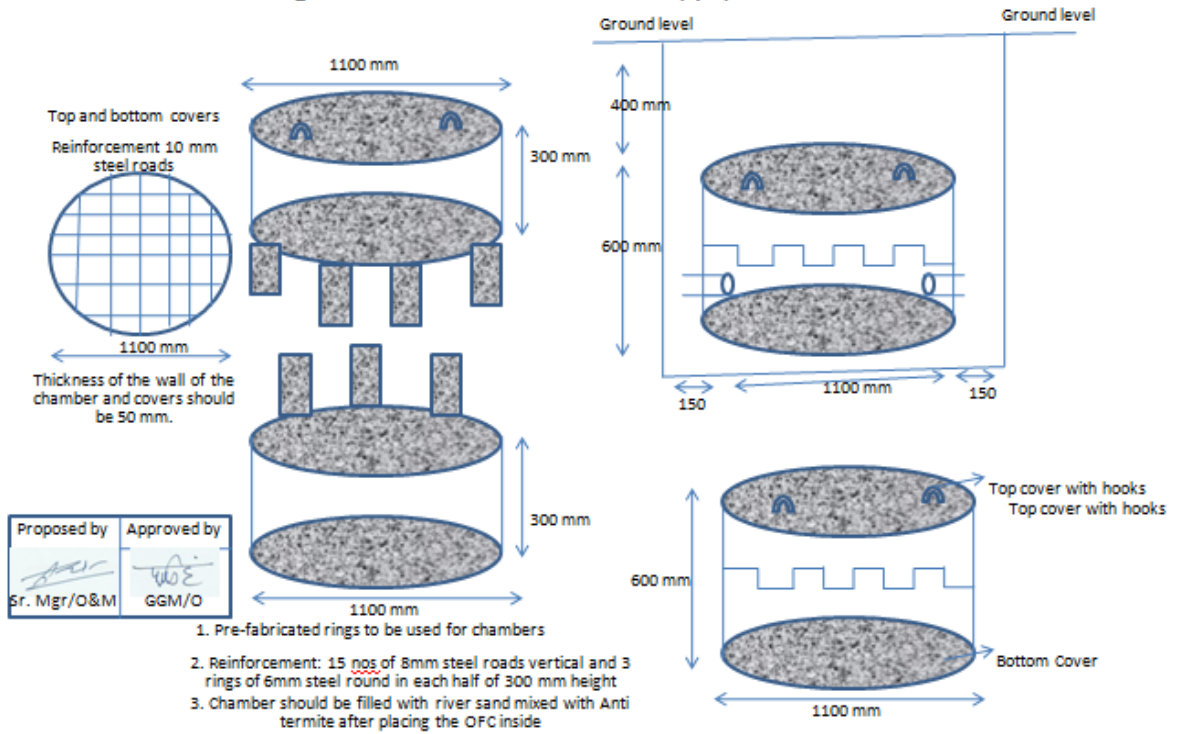 Ground level
Ground level
1100 mm
400 mm
Top and bottom covers
Reinforcement 10 mm
steel roads
300 mm
600 mm
1100 mm
1100 mm
150
150
Thickness of the wall of the
chamber and covers should
be 50 mm.
Top cover with hooks
Top cover with hooks
300 mm
Proposed by
Approved by
Sr. Mgr/O&M
GGM/O
600 mm
1100 mm
1. Pre-fabricated rings to be used for chambers
2. Reinforcement: 15 nos of 8mm steel roads vertical and 3
rings of 6mm steel round in each half of 300 mm height
3. Chamber should be filled with river sand mixed with Anti
termite after placing the OFC inside
Bottom Cover
1100 mm